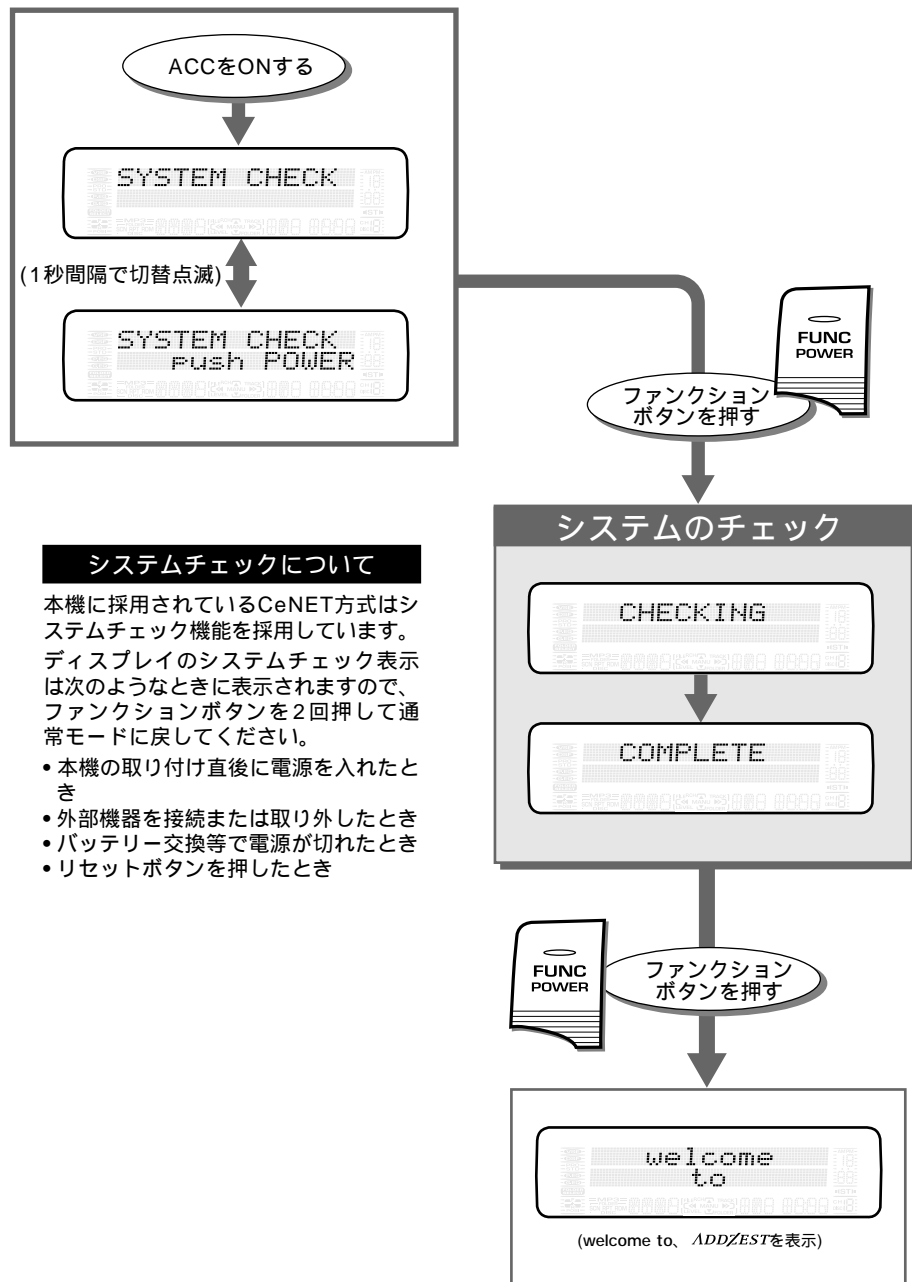 ACCをONする
SYSTEM CHECK
(1秒間隔で切替点滅)
SYSTEM CHECK
push POWER
FUNC
POWER
ファンクション
ボタンを押す
システムのチェック
CHECKING
COMPLETE
システムチェックについて
本機に採用されているCeNET方式はシ
ステムチェック機能を採用しています。
ディスプレイのシステムチェック表示
は次のようなときに表示されますので、
ファンクションボタンを2回押して通
常モードに戻してください。
•本機の取り付け直後に電源を入れたと
き
•外部機器を接続または取り外したとき
•バッテリー交換等で電源が切れたとき
•リセットボタンを押したとき
FUNC
POWER
ファンクション
ボタンを押す
welcome
to
(welcome to、ADDZESTを表示)